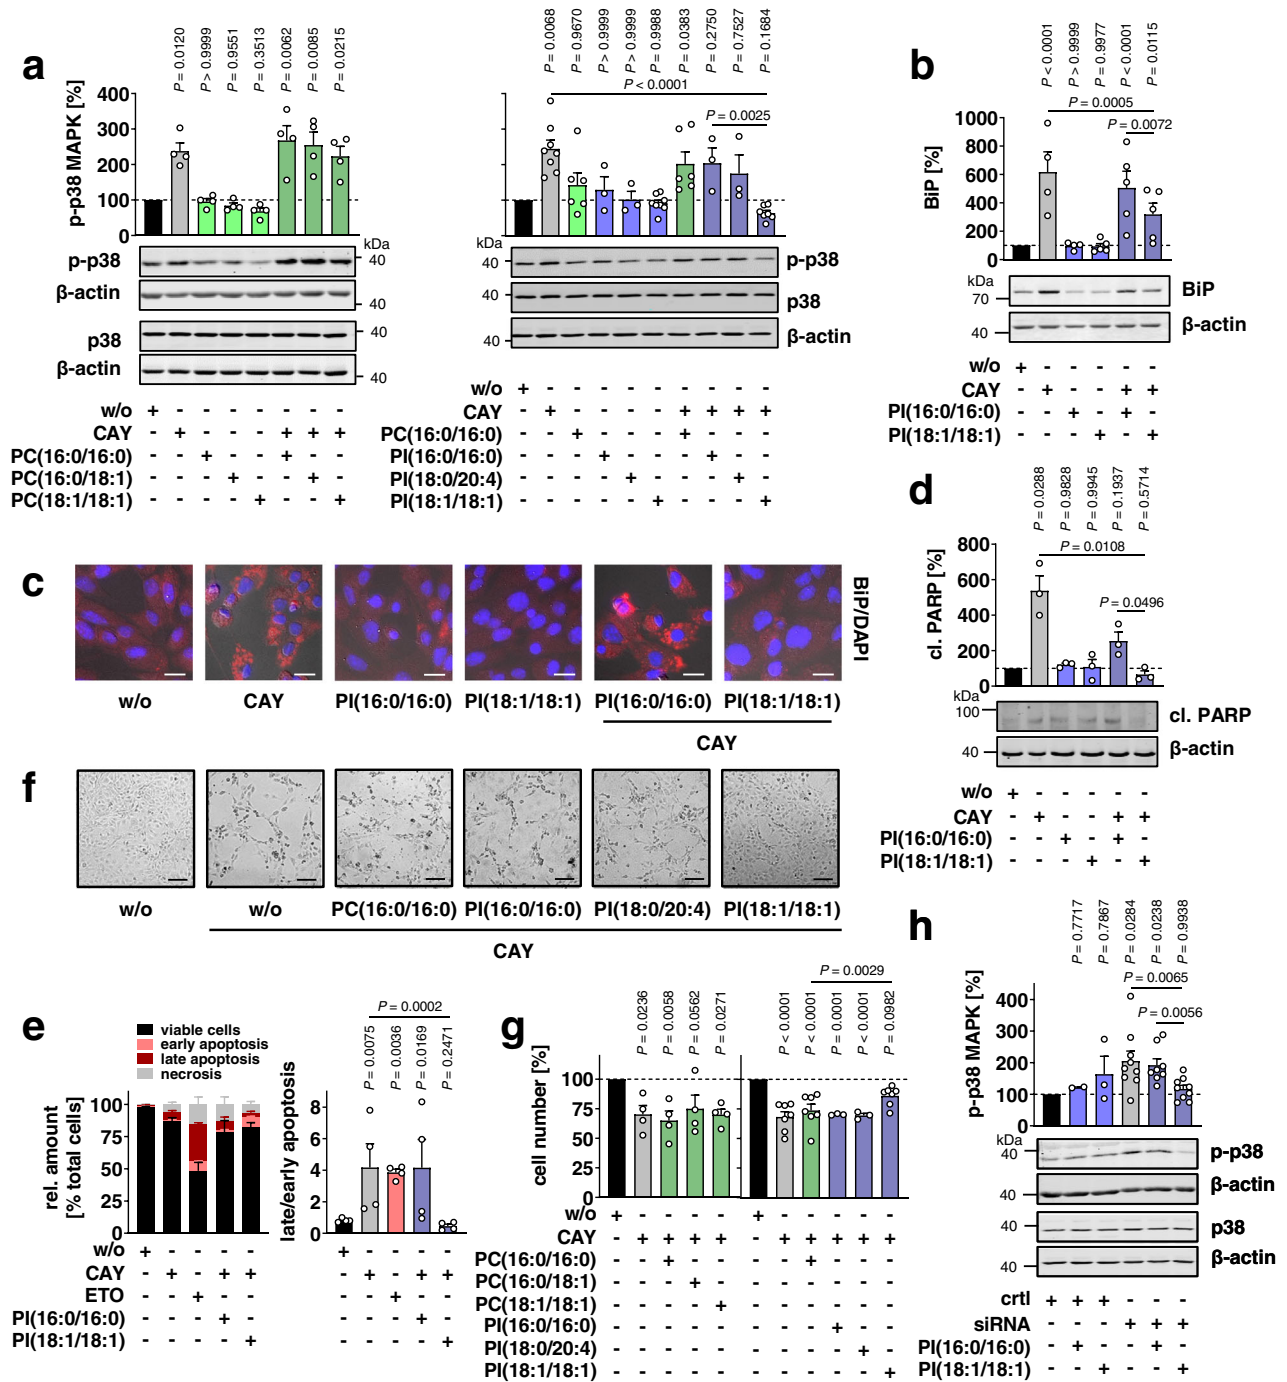 a
p-p38 MAPK [%]
P = 0.0120
P > 0.9999
P = 0.9551
P = 0.3513
P = 0.0062
P = 0.0085
P = 0.0215
400
300
200
100
0
kDa
p-p38
40
β-actin
40
p38
40
β-actin
40
w/o + - - - - - - -
CAY - + - - - + + +
PC(16:0/16:0) - - + - - + - -
PC(16:0/18:1) - - - + - - + -
PC(18:1/18:1) - - - - + - - +
P = 0.0068
P = 0.9670
P > 0.9999
P > 0.9999
P = 0.9988
P = 0.0383
P = 0.2750
P = 0.7527
P = 0.1684
P < 0.0001
P = 0.0025
kDa
40 p-p38
40 p38
40 β-actin
w/o + - - - - - - - - -
CAY - + - - - - + + + +
PC(16:0/16:0) - - + - - - + - - -
PI(16:0/16:0) - - - + - - - + - -
PI(18:0/20:4) - - - - + - - - + -
PI(18:1/18:1) - - - - - + - - - +
b
BiP [%]
P < 0.0001
P > 0.9999
P = 0.9977
P < 0.0001
P = 0.0115
P = 0.0005
P = 0.0072
1000
800
600
400
200
0
kDa
70 BiP
40 β-actin
w/o + - - - - -
CAY - + - - + +
PI(16:0/16:0) - - + - + -
PI(18:1/18:1) - - - + - +
c
BiP/DAPI
w/o
CAY
PI(16:0/16:0)
PI(18:1/18:1)
PI(16:0/16:0)
PI(18:1/18:1)
CAY
d
cl. PARP [%]
P = 0.0288
P = 0.9828
P = 0.9945
P = 0.1937
P = 0.5714
P = 0.0108
P = 0.0496
800
600
400
200
0
kDa
100 cl. PARP
40 β-actin
w/o + - - - - -
CAY - + - - + +
PI(16:0/16:0) - - + - + -
PI(18:1/18:1) - - - + - +
f
w/o
w/o
PC(16:0/16:0)
PI(16:0/16:0)
PI(18:0/20:4)
PI(18:1/18:1)
CAY
e
viable cells
early apoptosis
late apoptosis
necrosis
rel. amount
[% total cells]
100
75
50
25
0
w/o + - - - -
CAY - + - + +
ETO - - + - -
PI(16:0/16:0) - - - + -
PI(18:1/18:1) - - - - +
late/early apoptosis
P = 0.0002
P = 0.0075
P = 0.0036
P = 0.0169
P = 0.2471
8
6
4
2
0
+ - - - -
- + - + +
- - + - -
- - - + -
- - - - +
g
cell number [%]
P = 0.0236
P = 0.0058
P = 0.0562
P = 0.0271
P < 0.0001
P < 0.0001
P < 0.0001
P < 0.0001
P = 0.0982
P = 0.0029
100
75
50
25
0
w/o + - - - - + - - - - -
CAY - + + + + - + + + + +
PC(16:0/16:0) - - + - - - - + - - -
PC(16:0/18:1) - - - + - - - - - - -
PC(18:1/18:1) - - - - + - - - - - -
PI(16:0/16:0) - - - - - - - - + - -
PI(18:0/20:4) - - - - - - - - - + -
PI(18:1/18:1) - - - - - - - - - - +
h
p-p38 MAPK [%]
P = 0.7717
P = 0.7867
P = 0.0284
P = 0.0238
P = 0.9938
P = 0.0065
P = 0.0056
400
300
200
100
0
kDa
40 p-p38
40 β-actin
40 p38
40 β-actin
crtl + + + - - -
siRNA - - - + + +
PI(16:0/16:0) - + - - + -
PI(18:1/18:1) - - + - - +